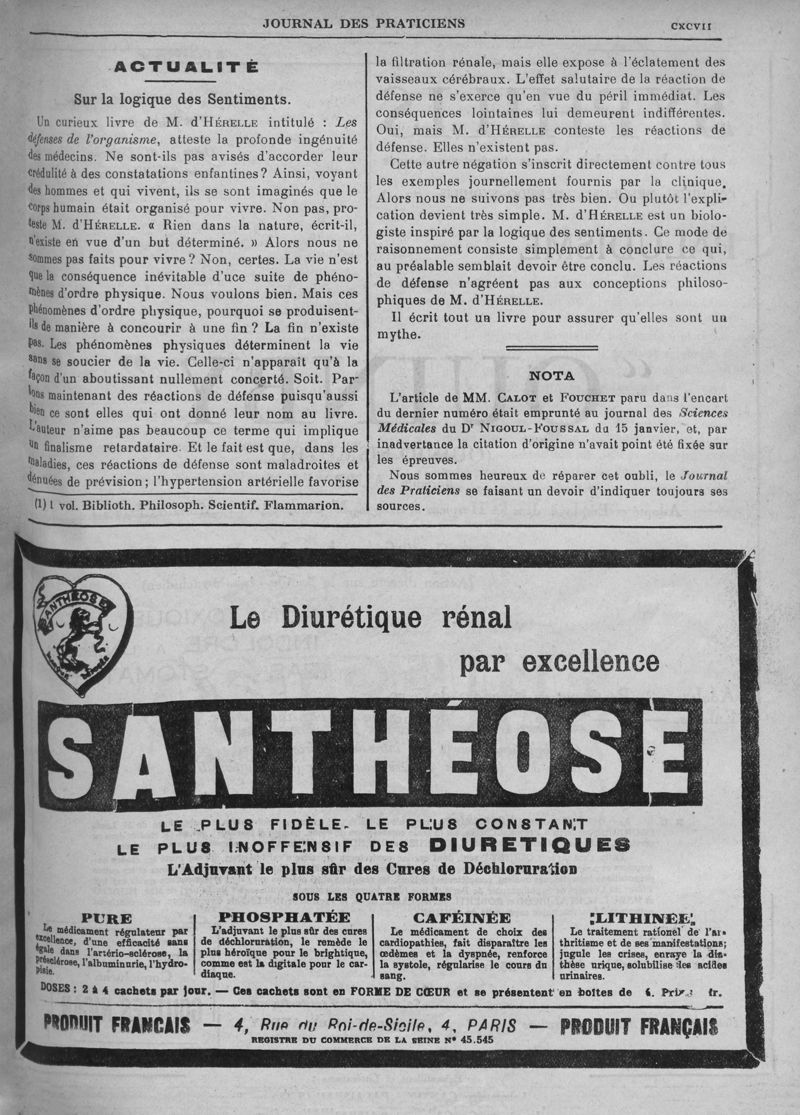 JOURNAL DES PRATICIENS
CXCVII
ACTUALITÉ
Sur la logique des Sentiments.
Un curieux livre de M. d'HÉRELLE intitulé : Les
défenses de l'organisme, atteste la profonde ingénuité
des médecins. Ne sont-ils pas avisés d'accorder leur
crédulité à des constatations enfantines? Ainsi, voyant
des hommes et qui vivent, ils se sont imaginés que le
corps humain était organisé pour vivre. Non pas, pro-
teste M. d'HÉRELLE. « Rien dans la nature, écrit-il,
n'existe en vue d'un but déterminé. » Alors nous ne
sommes pas faits pour vivre? Non, certes. La vie n'est
que la conséquence inévitable d'uce suite de phéno-
mènes d'ordre physique. Nous voulons bien. Mais ces
phénomènes d'ordre physique, pourquoi se produisent-
ils de manière à concourir à une fin? La fin n'existe
pas. Les phénomènes physiques déterminent la vie
sans se soucier de la vie. Celle-ci n'apparaît qu'à la
façon d'un aboutissant nullement concerté. Soit. Par-
lons maintenant des réactions de défense puisqu'aussi
bien ce sont elles qui ont donné leur nom au livre.
L'auteur n'aime pas beaucoup ce terme qui implique
un finalisme retardataire. Et le fait est que, dans les
maladies, ces réactions de défense sont maladroites et
dénuées de prévision; l'hypertension artérielle favorise
(1) 1 vol. Biblioth. Philosoph. Scientif. Flammarion.
la filtration rénale, mais elle expose à l'éclatement des
vaisseaux cérébraux. L'effet salutaire de la réaction de
défense ne s'exerce qu'en vue du péril immédiat. Les
conséquences lointaines lui demeurent indifférentes.
Oui, mais M. d'HÉRELLE conteste les réactions de
défense. Elles n'existent pas.
Cette autre négation s'inscrit directement contre tous
les exemples journellement fournis par la clinique.
Alors nous ne suivons pas très bien. Ou plutôt l'expli-
cation devient très simple. M. d'HÉRELLE est un biolo-
giste inspiré par la logique des sentiments. Ce mode de
raisonnement consiste simplement à conclure ce qui,
au préalable semblait devoir être conclu. Les réactions
de défense n'agréent pas aux conceptions philoso-
phiques de M. d'HÉRELLE.
Il écrit tout un livre pour assurer qu'elles sont un
mythe.
NOTA
L'article de MM. CALOT et FOUCHET paru dans l'encart
du dernier numéro était emprunté au journal des Sciences
Médicales du Dr NIGOUL-FOUSSAL du 15 janvier, et, par
inadvertance la citation d'origine n'avait point été fixée sur
les épreuves.
Nous sommes heureux de réparer cet oubli, le Journal
des Praticiens se faisant un devoir d'indiquer toujours ses
sources.
SANTHÉOSE
Le Diurétique rénal
par excellence
SANTHÉOSE
LE PLUS FIDÈLE - LE PLUS CONSTANT
LE PLUS INOFFENSIF DES DIURETIQUES
L'Adjuvant le plus sûr des Cures de Déchloruration
SOUS LES QUATRE FORMES
PURE
Le médicament régulateur par
excellence, d'une efficacité sans
égale dans l'artério-sclérose, la
présclérose, l'albuminurie, l'hydro-
pisie.
PHOSPHATÉE
L'adjuvant le plus sûr des cures
de déchloruration, le remède le
plus héroïque pour le brightique,
comme est la digitale pour le car-
diaque.
CAFÉINÉE
Le médicament de choix des
cardiopathies, fait disparaître les
œdèmes et la dyspnée, renforce
la systole, régularise le cours du
sang.
LITHINÉE
Le traitement rationel de l'ar-
thritisme et de ses manifestations;
jugule les crises, enraye la dia-
thèse urique, solubilise les acides
urinaires.
DOSES : 2 à 4 cachets par jour. — Ces cachets sont en FORME DE CŒUR et se présentent en boîtes de Prix : fr.
PRODUIT FRANÇAIS — 4, Rue du Roi-de-Sicile, 4, PARIS — PRODUIT FRANÇAIS
REGISTRE DU COMMERCE DE LA SEINE N° 45.545